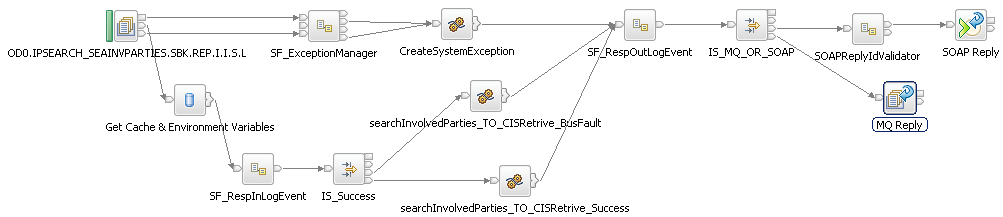 OD0.IPSEARCH_SEAINVPARTIES.SBK.REP.I.I.S.L
SF_ExceptionManager
CreateSystemException
SF_RespOutLogEvent
IS_MQ_OR_SOAP
SOAPReplyIdValidator
SOAP Reply
Get Cache & Environment Variables
searchInvolvedParties_TO_CISRetrive_BusFault
MQ Reply
SF_RespInLogEvent
IS_Success
searchInvolvedParties_TO_CISRetrive_Success